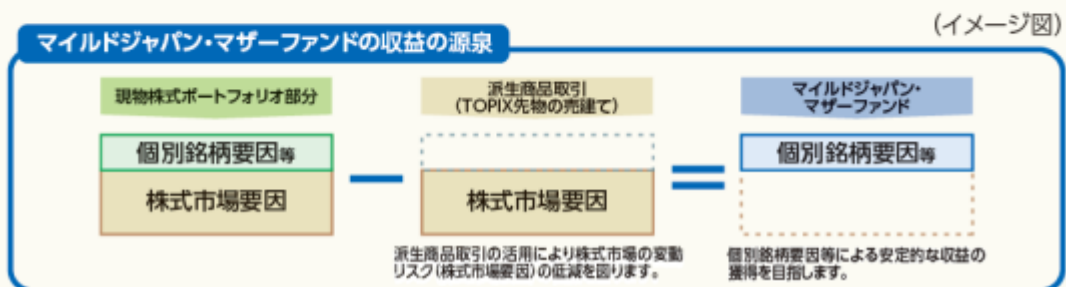 (イメージ図)
マイルドジャパン・マザーファンドの収益の源泉
現物株式ポートフォリオ部分
派生商品取引
(TOPIX先物の売建て)
マイルドジャパン・
マザーファンド
個別銘柄要因等
株式市場要因
株式市場要因
個別銘柄要因等
派生商品取引の活用により株式市場の変動
リスク(株式市場要因)の低減を図ります。
個別銘柄要因等による安定的な収益の
獲得を目指します。